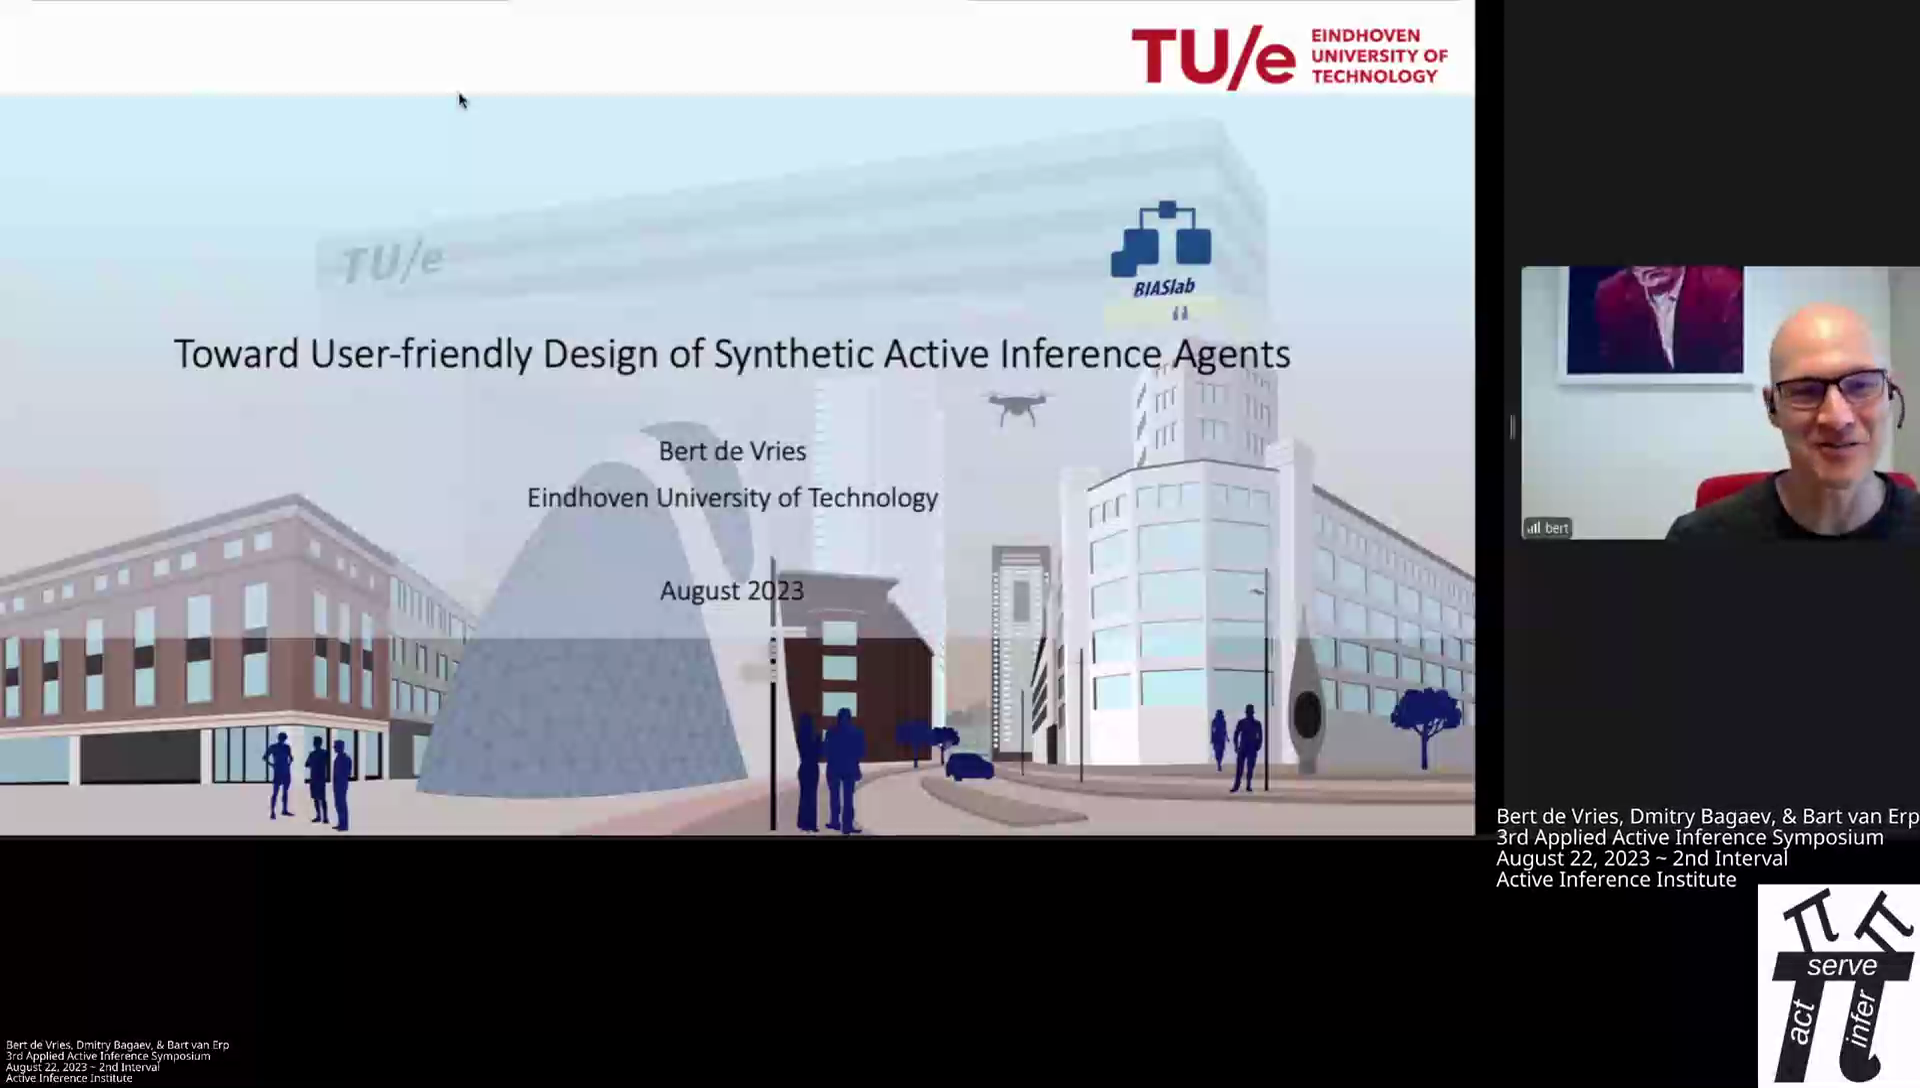 TU/e EINDHOVEN
UNIVERSITY OF
TECHNOLOGY
TU/e
BIASlab
Toward User-friendly Design of Synthetic Active Inference Agents
Bert de Vries
Eindhoven University of Technology
August 2023
bert
Bert de Vries, Dmitry Bagaev, & Bart van Erp
3rd Applied Active Inference Symposium
August 22, 2023 ~ 2nd Interval
Active Inference Institute
serve
act
infer
Bert de Vries, Dmitry Bagaev, & Bart van Erp
3rd Applied Active Inference Symposium
August 22, 2023 ~ 2nd Interval
Active Inference Institute